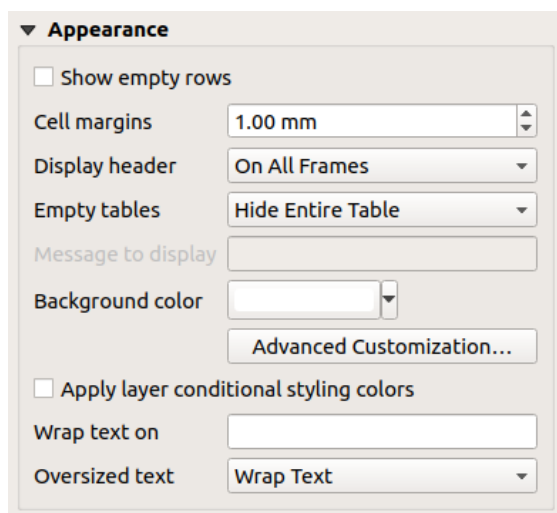 Appearance
Show empty rows
Cell margins 1.00 mm
Display header On All Frames
Empty tables Hide Entire Table
Message to display
Background color
Advanced Customization...
Apply layer conditional styling colors
Wrap text on
Oversized text Wrap Text